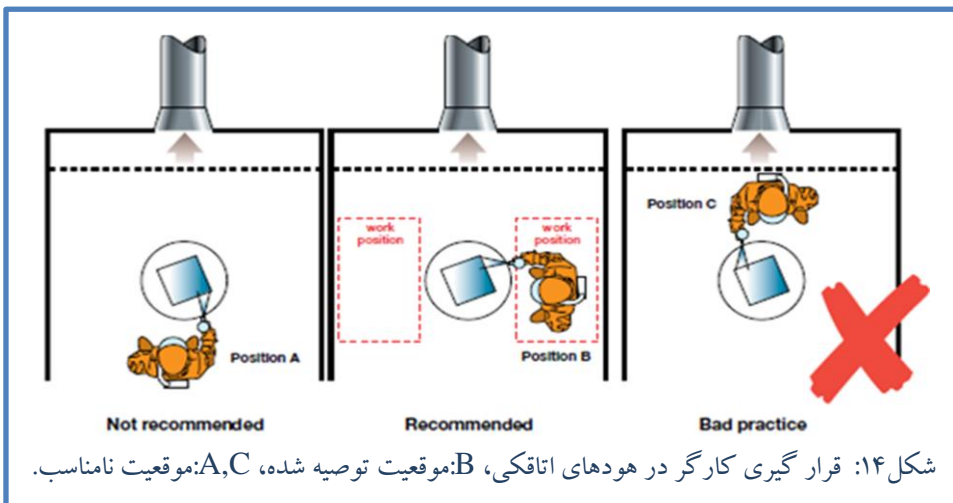 Position A
Not recommended
work
position
work
position
Position B
Recommended
Position C
Bad practice
شکل۱۴: قرار گیری کارگر در هودهای اتاقکی، B:موقعیت توصیه شده، A,C:موقعیت نامناسب.